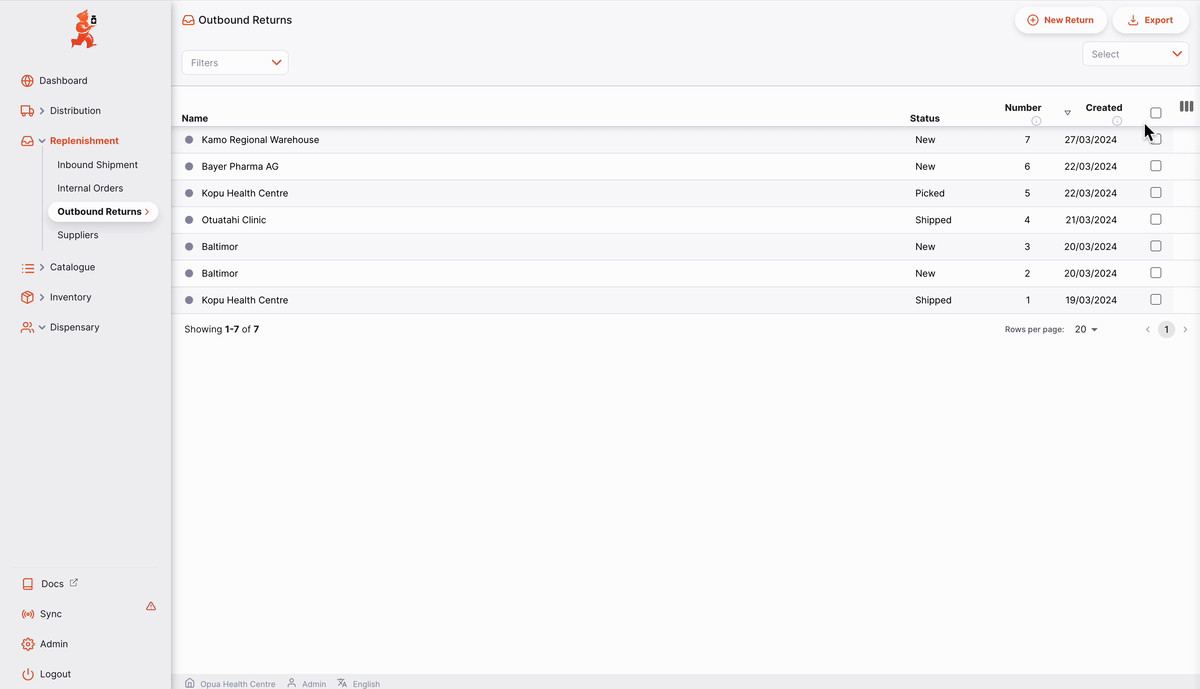 Outbound Returns
New Return
Export
Filters
Select
Dashboard
Distribution
Replenishment
Inbound Shipment
Internal Orders
Outbound Returns
Suppliers
Catalogue
Inventory
Dispensary
Name Status Number Created
Kamo Regional Warehouse New 7 27/03/2024
Bayer Pharma AG New 6 22/03/2024
Kopu Health Centre Picked 5 22/03/2024
Otuatahi Clinic Shipped 4 21/03/2024
Baltimor New 3 20/03/2024
Baltimor New 2 20/03/2024
Kopu Health Centre Shipped 1 19/03/2024
Showing 1-7 of 7 Rows per page: 20 1
Docs
Sync
Admin
Logout
Opua Health Centre Admin English